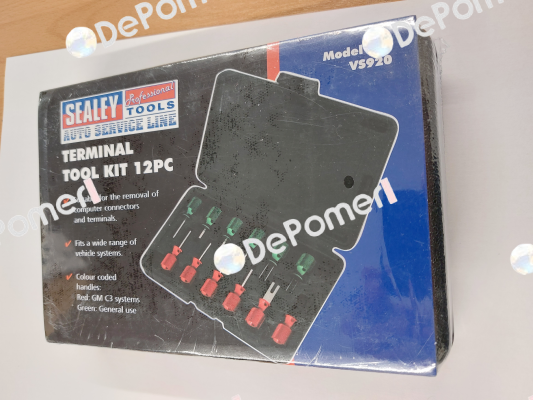 SEALEY
Professional
TOOLS
AUTO SERVICE LINE
TERMINAL
TOOL KIT 12PC
for the removal of
computer connectors
and terminals.
Fits a wide range of
vehicle systems.
Colour coded
handles:
Red: GM C3 systems
Green: General use
Model
VS920
DePomeri
DePomeri
DePomeri
DePomeri